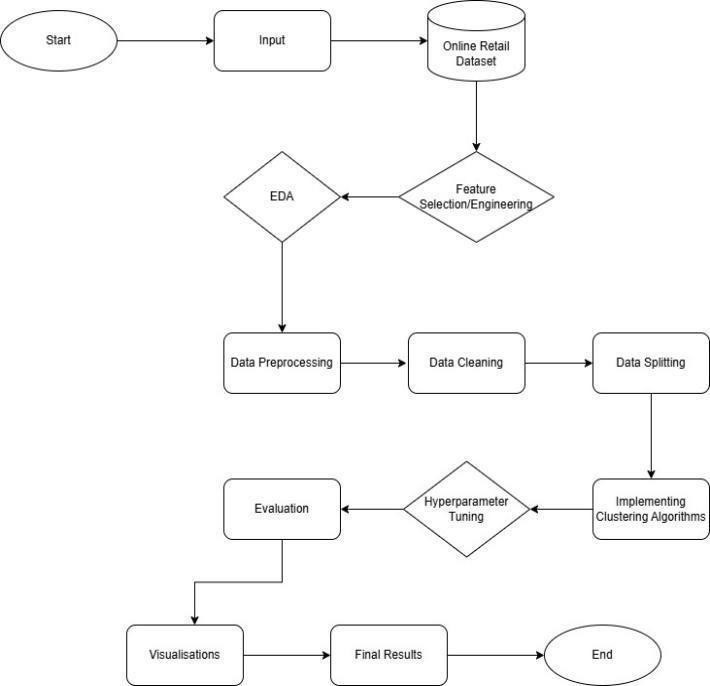 Start
Input
Online Retail
Dataset
EDA
Feature
Selection/Engineering
Data Preprocessing
Data Cleaning
Data Splitting
Evaluation
Hyperparameter
Tuning
Implementing
Clustering Algorithms
Visualisations
Final Results
End